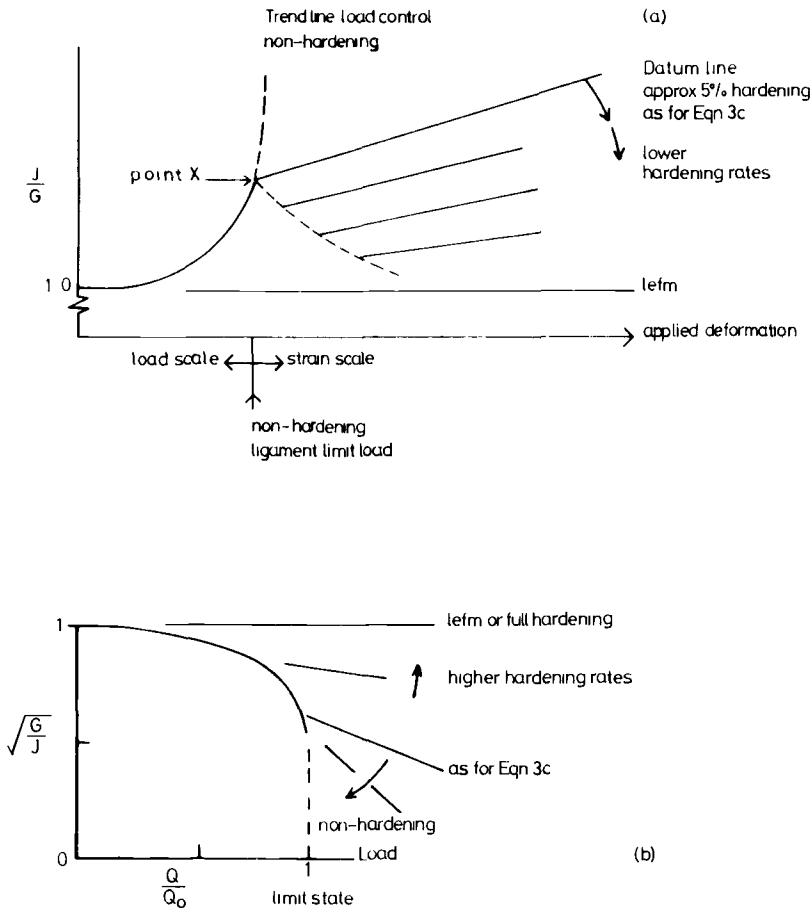 Trend line load control
non-hardening
(a)
Datum line
approx 5% hardening
as for Eqn 3c
lower
hardening rates
point X
J
G
1 0
lefm
applied deformation
load scale
strain scale
non-hardening
ligament limit load
1
lefm or full hardening
higher hardening rates
√G
J
as for Eqn 3c
non-hardening
0
Load
(b)
1
Q
Q0
limit state